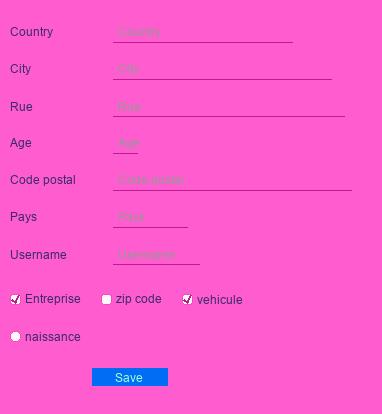 Country Country
City City
Rue Rue
Age Age
Code postal Code postal
Pays Pays
Username Username
Entreprise zip code vehicule
naissance
Save